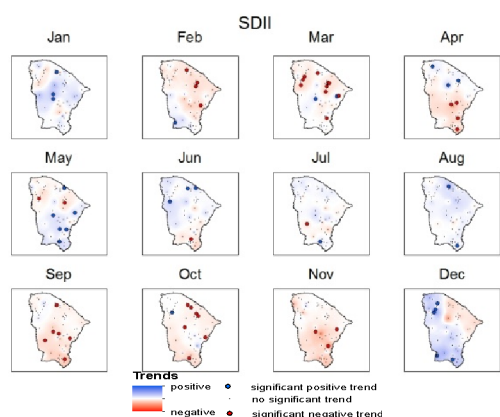 SDII
Jan Feb Mar Apr
May Jun Jul Aug
Sep Oct Nov Dec
Trends
positive significant positive trend
no significant trend
negative significant negative trend